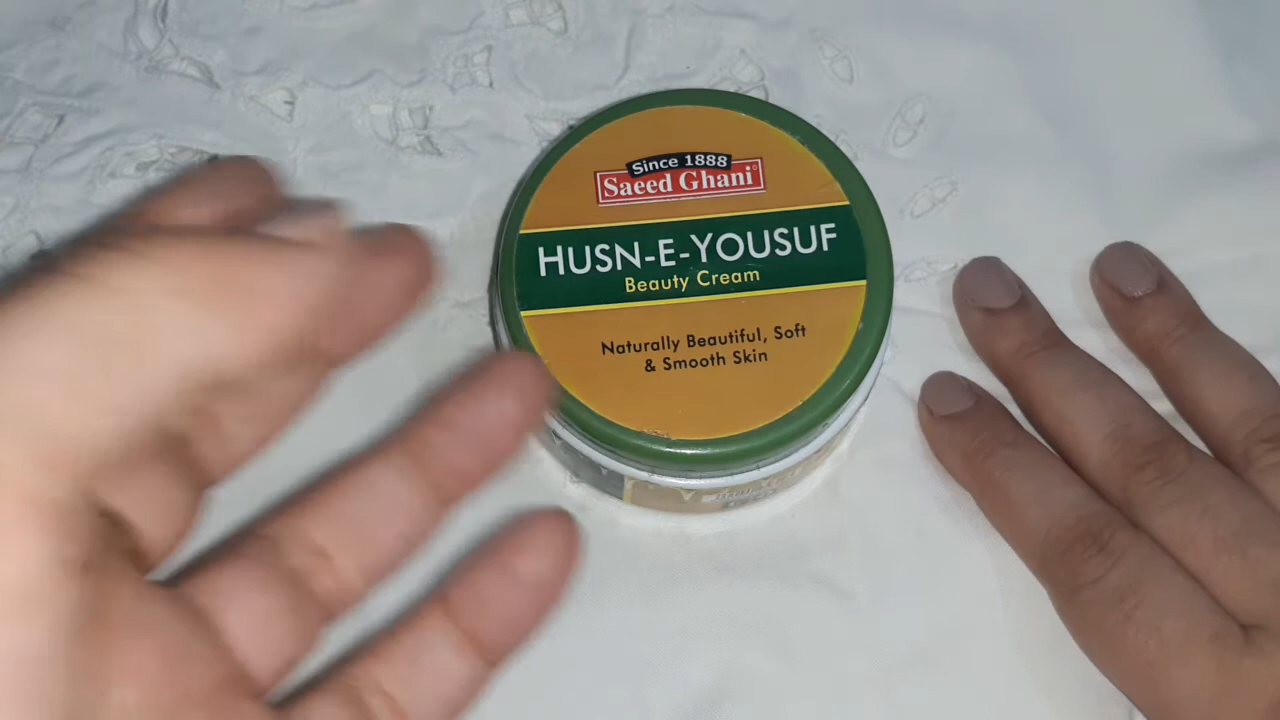 Since 1888
Saeed Ghani
HUSN-E-YOUSUF
Beauty Cream
Naturally Beautiful, Soft
& Smooth Skin